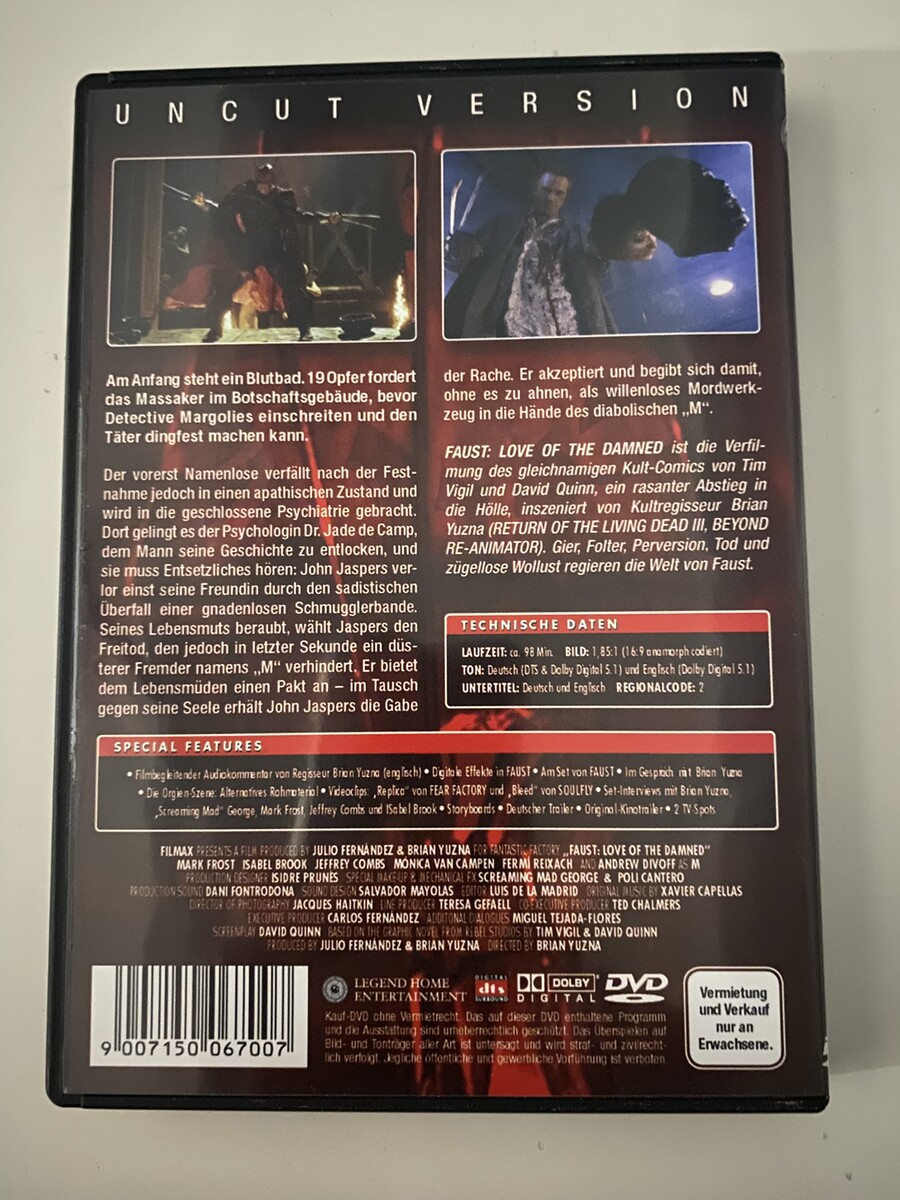 UNCUT VERSION
Am Anfang steht ein Blutbad. 19 Opfer fordert
das Massaker im Botschaftsgebäude, bevor
Detective Margolies einschreiten und den
Täter dingfest machen kann.
Der vorerst Namenlose verfällt nach der Fest-
nahme jedoch in einen apathischen Zustand und
wird in die geschlossene Psychiatrie gebracht.
Dort gelingt es der Psychologin Dr. Jade de Camp,
dem Mann seine Geschichte zu entlocken, und
sie muss Entsetzliches hören: John Jaspers ver-
lor einst seine Freundin durch den sadistischen
Überfall einer gnadenlosen Schmugglerbande.
Seines Lebensmuts beraubt, wählt Jaspers den
Freitod, den jedoch in letzter Sekunde ein düs-
terer Fremder namens „M“ verhindert. Er bietet
dem Lebensmüden einen Pakt an – im Tausch
gegen seine Seele erhält John Jaspers die Gabe
der Rache. Er akzeptiert und begibt sich damit,
ohne es zu ahnen, als willenloses Mordwerk-
zeug in die Hände des diabolischen „M“.
FAUST: LOVE OF THE DAMNED ist die Verfil-
mung des gleichnamigen Kult-Comics von Tim
Vigil und David Quinn, ein rasanter Abstieg in
die Hölle, inszeniert von Kultregisseur Brian
Yuzna (RETURN OF THE LIVING DEAD III, BEYOND
RE-ANIMATOR). Gier, Folter, Perversion, Tod und
zügellose Wollust regieren die Welt von Faust.
TECHNISCHE DATEN
LAUFZEIT: ca. 98 Min. BILD: 1,85:1 (16:9 anamorph codiert)
TON: Deutsch (DTS & Dolby Digital 5.1) und Englisch (Dolby Digital 5.1)
UNTERTITEL: Deutsch und Englisch REGIONALCODE: 2
SPECIAL FEATURES
• Filmbegleitender Audiokommentar von Regisseur Brian Yuzna (englisch) • Digitale Effekte in FAUST • Am Set von FAUST • Im Gespräch mit Brian Yuzna
• Die Orgien-Szene: Alternatives Rohmaterial • Videoclips: „Replica“ von FEAR FACTORY und „Bleed“ von SOULFLY • Set-Interviews mit Brian Yuzna,
„Screaming Mad“ George, Mark Frost, Jeffrey Combs und Isabel Brook • Storyboards • Deutscher Trailer • Original-Kinotrailer • 2 TV-Spots
FILMAX PRESENTS A FILM PRODUCED BY JULIO FERNÁNDEZ & BRIAN YUZNA FOR FANTASTIC FACTORY „FAUST: LOVE OF THE DAMNED“
MARK FROST ISABEL BROOK JEFFREY COMBS MÓNICA VAN CAMPEN FERMÍ REIXACH AND ANDREW DIVOFF AS M
PRODUCTION DESIGNER ISIDRE PRUNÉS SPECIAL MAKE-UP & MECHANICAL FX SCREAMING MAD GEORGE & POLI CANTERO
PRODUCTION SOUND DANI FONTRODONA SOUND DESIGN SALVADOR MAYOLAS EDITOR LUIS DE LA MADRID ORIGINAL MUSIC BY XAVIER CAPELLAS
DIRECTOR OF PHOTOGRAPHY JACQUES HAITKIN LINE PRODUCER TERESA GEFAELL CO-EXECUTIVE PRODUCER TED CHALMERS
EXECUTIVE PRODUCER CARLOS FERNÁNDEZ ADDITONAL DIALOGUES MIGUEL TEJADA-FLORES
SCREENPLAY DAVID QUINN BASED ON THE GRAPHIC NOVEL FROM REBEL STUDIOS BY TIM VIGIL & DAVID QUINN
PRODUCED BY JULIO FERNÁNDEZ & BRIAN YUZNA DIRECTED BY BRIAN YUZNA
9 007150 067007
LEGEND HOME
ENTERTAINMENT
DIGITAL
dts
SURROUND
DOLBY
DIGITAL
DVD
Kauf-DVD ohne Vermietrecht. Das auf dieser DVD enthaltene Programm
und die Ausstattung sind urheberrechtlich geschützt. Das Überspielen auf
Bild- und Tonträger aller Art ist untersagt und wird straf- und zivilrecht-
lich verfolgt. Jegliche öffentliche und gewerbliche Vorführung ist verboten.
Vermietung
und Verkauf
nur an
Erwachsene.